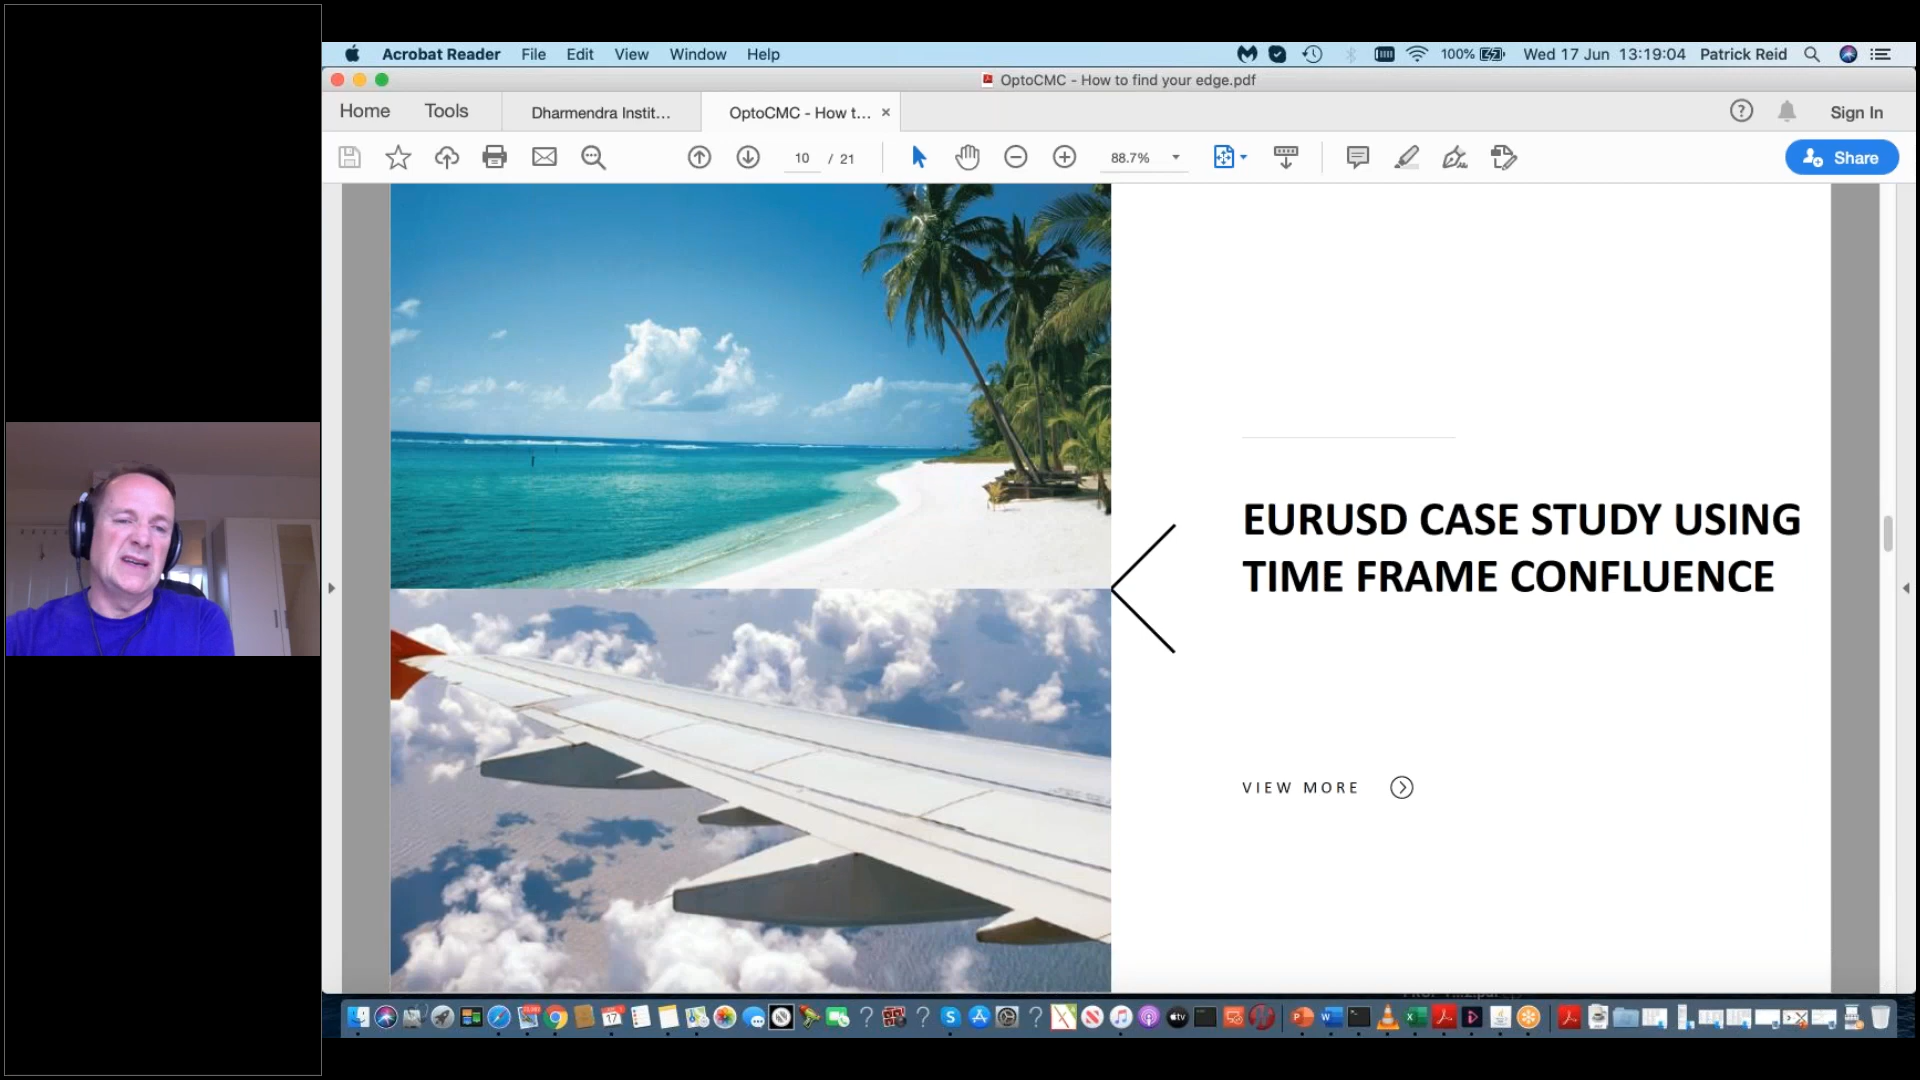 Acrobat Reader File Edit View Window Help 100% Wed 17 Jun 13:19:04 Patrick Reid
OptoCMC - How to find your edge.pdf
Home Tools Dharmendra Instit... OptoCMC - How t... × Sign In
10 / 21 88.7% Share
EURUSD CASE STUDY USING
TIME FRAME CONFLUENCE
VIEW MORE